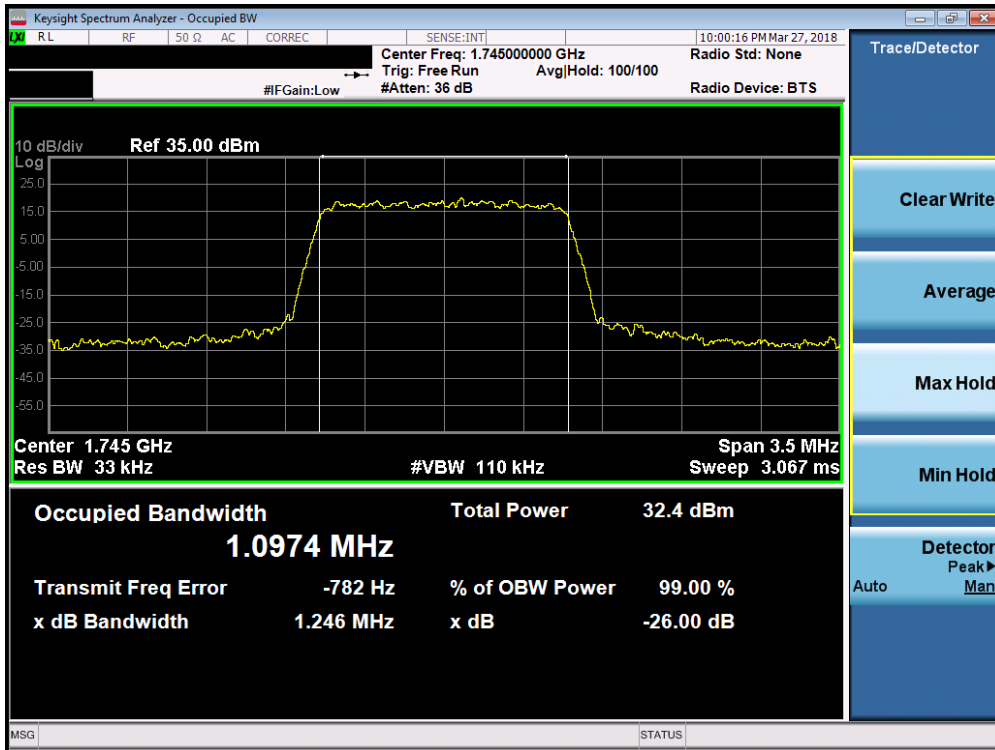 Keysight Spectrum Analyzer - Occupied BW
LXI RL RF 50 Ω AC CORREC SENSE:INT 10:00:16 PM Mar 27, 2018
Center Freq: 1.745000000 GHz Radio Std: None
Trig: Free Run Avg|Hold: 100/100
#IFGain:Low #Atten: 36 dB Radio Device: BTS
10 dB/div Ref 35.00 dBm
Log
25.0
15.0
5.00
-5.00
-15.0
-25.0
-35.0
-45.0
-55.0
Center 1.745 GHz Span 3.5 MHz
Res BW 33 kHz #VBW 110 kHz Sweep 3.067 ms
Occupied Bandwidth Total Power 32.4 dBm
1.0974 MHz
Transmit Freq Error -782 Hz % of OBW Power 99.00 %
x dB Bandwidth 1.246 MHz x dB -26.00 dB
MSG STATUS
Trace/Detector
Clear Write
Average
Max Hold
Min Hold
Detector
Peak▶
Auto Man